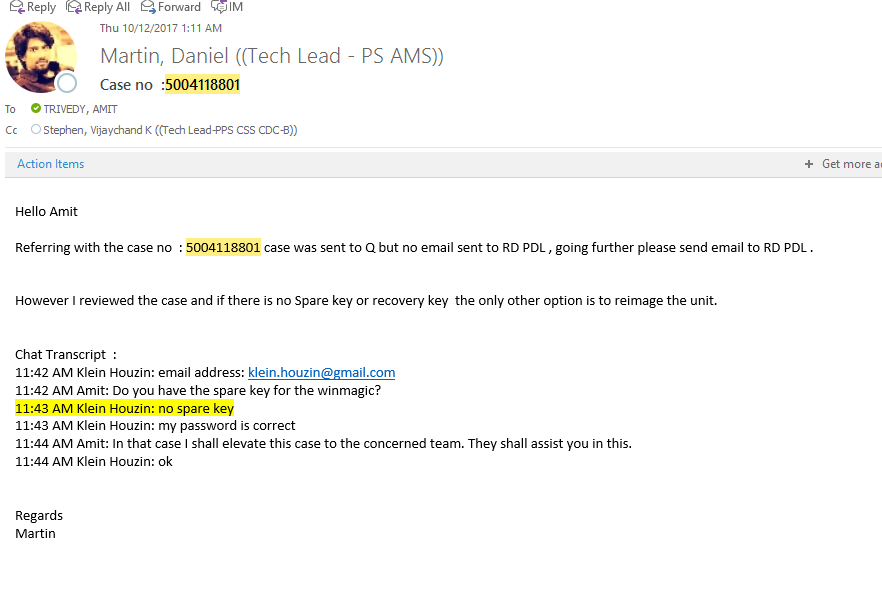 Reply Reply All Forward IM
Thu 10/12/2017 1:11 AM
Martin, Daniel ((Tech Lead - PS AMS))
Case no :5004118801
To TRIVEDY, AMIT
Cc Stephen, Vijaychand K ((Tech Lead-PPS CSS CDC-B))
Action Items + Get more
Hello Amit
Referring with the case no : 5004118801 case was sent to Q but no email sent to RD PDL , going further please send email to RD PDL .
However I reviewed the case and if there is no Spare key or recovery key the only other option is to reimage the unit.
Chat Transcript :
11:42 AM Klein Houzin: email address: klein.houzin@gmail.com
11:42 AM Amit: Do you have the spare key for the winmagic?
11:43 AM Klein Houzin: no spare key
11:43 AM Klein Houzin: my password is correct
11:44 AM Amit: In that case I shall elevate this case to the concerned team. They shall assist you in this.
11:44 AM Klein Houzin: ok
Regards
Martin